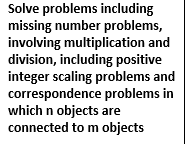 Solve problems including
missing number problems,
involving multiplication and
division, including positive
integer scaling problems and
correspondence problems in
which n objects are
connected to m objects